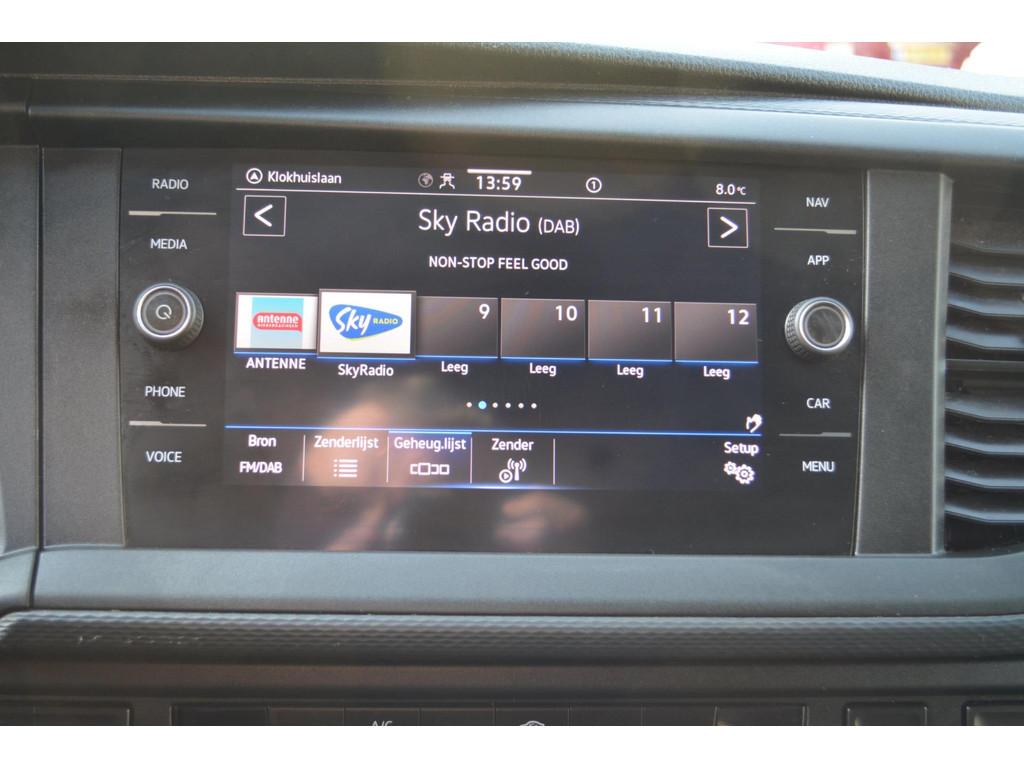 RADIO
MEDIA
PHONE
VOICE
Klokhuislaan
13:59
1
8.0°C
Sky Radio (DAB)
NON-STOP FEEL GOOD
antenne
Sky RADIO
9
10
11
12
ANTENNE
SkyRadio
Leeg
Leeg
Leeg
Leeg
Bron
FM/DAB
Zenderlijst
Geheug.lijst
Zender
Setup
NAV
APP
CAR
MENU
A/C